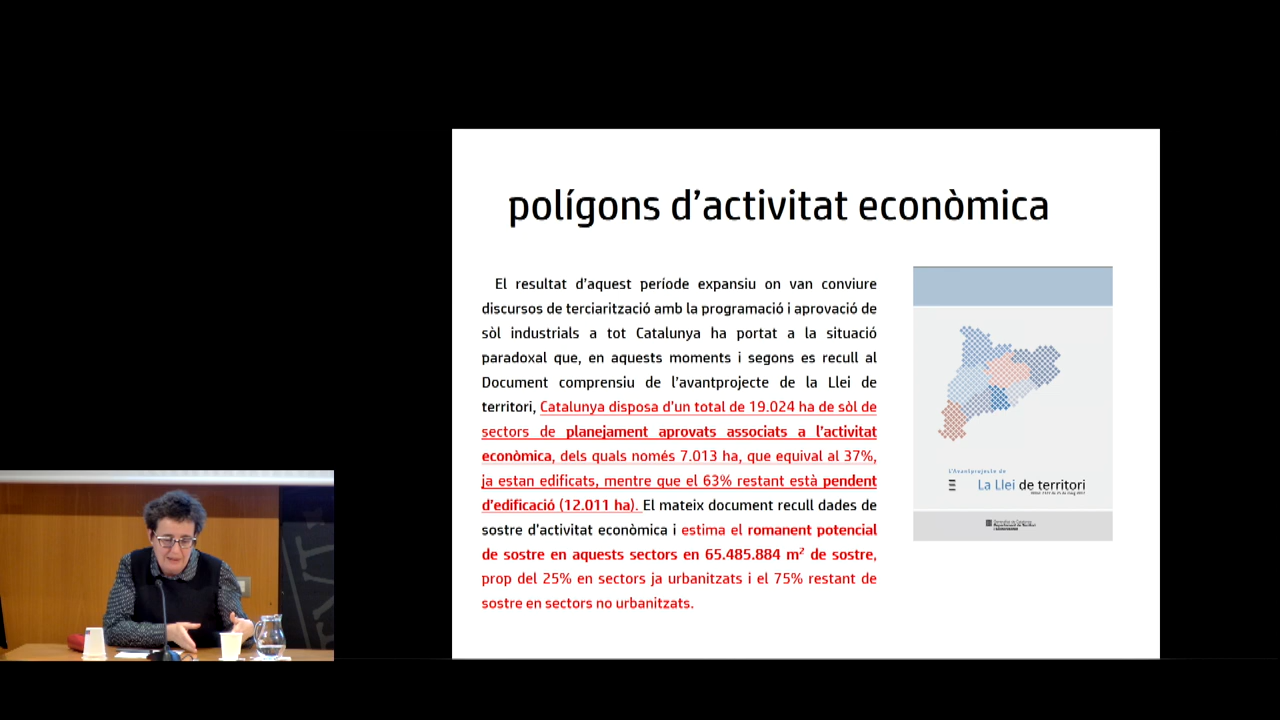 polígons d'activitat econòmica
El resultat d'aquest període expansiu on van conviure
discursos de terciarització amb la programació i aprovació de
sòl industrials a tot Catalunya ha portat a la situació
paradoxal que, en aquests moments i segons es recull al
Document comprensiu de l'avantprojecte de la Llei de
territori, Catalunya disposa d'un total de 19.024 ha de sòl de
sectors de planejament aprovats associats a l'activitat
econòmica, dels quals només 7.013 ha, que equival al 37%,
ja estan edificats, mentre que el 63% restant està pendent
d'edificació (12.011 ha). El mateix document recull dades de
sostre d'activitat econòmica i estima el romanent potencial
de sostre en aquests sectors en 65.485.884 m² de sostre,
prop del 25% en sectors ja urbanitzats i el 75% restant de
sostre en sectors no urbanitzats.
L'Avantprojecte de
La Llei de territori